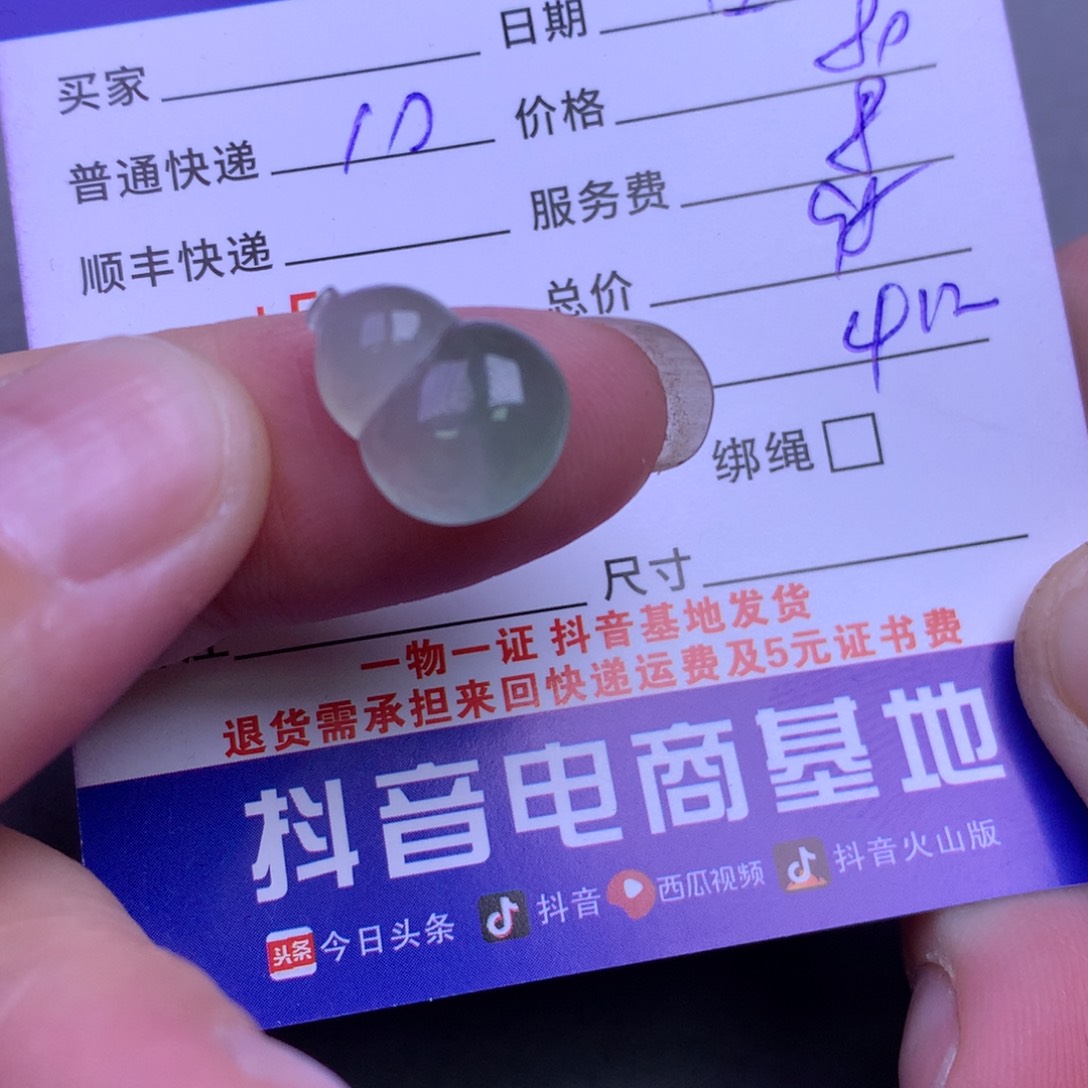 买家 日期
普通快递 10 价格
顺丰快递 服务费
总价
绑绳
尺寸
一物一证 抖音基地发货
退货需承担来回快递运费及5元证书费
抖音电商基地
头条 今日头条 抖音 西瓜视频 抖音火山版